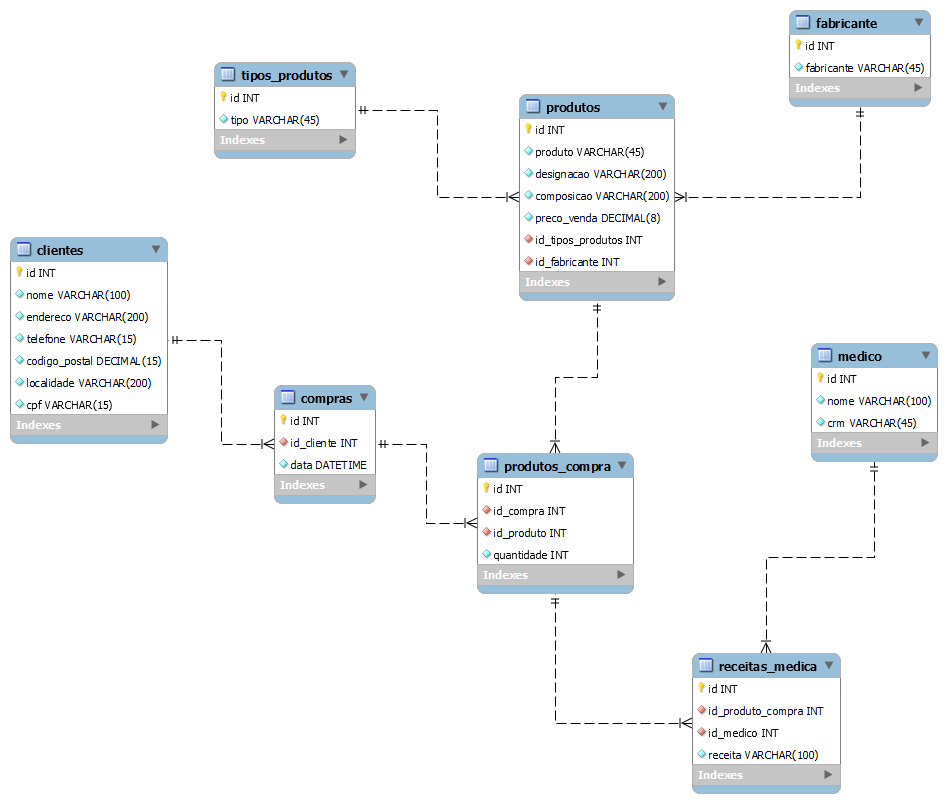 fabricante
id INT
fabricante VARCHAR(45)
Indexes
tipos_produtos
id INT
tipo VARCHAR(45)
Indexes
produtos
id INT
produto VARCHAR(45)
designacao VARCHAR(200)
composicao VARCHAR(200)
preco_venda DECIMAL(8)
id_tipos_produtos INT
id_fabricante INT
Indexes
clientes
id INT
nome VARCHAR(100)
endereco VARCHAR(200)
telefone VARCHAR(15)
codigo_postal DECIMAL(15)
localidade VARCHAR(200)
cpf VARCHAR(15)
Indexes
medico
id INT
nome VARCHAR(100)
crm VARCHAR(45)
Indexes
compras
id INT
id_cliente INT
data DATETIME
Indexes
produtos_compra
id INT
id_compra INT
id_produto INT
quantidade INT
Indexes
receitas_medica
id INT
id_produto_compra INT
id_medico INT
receita VARCHAR(100)
Indexes